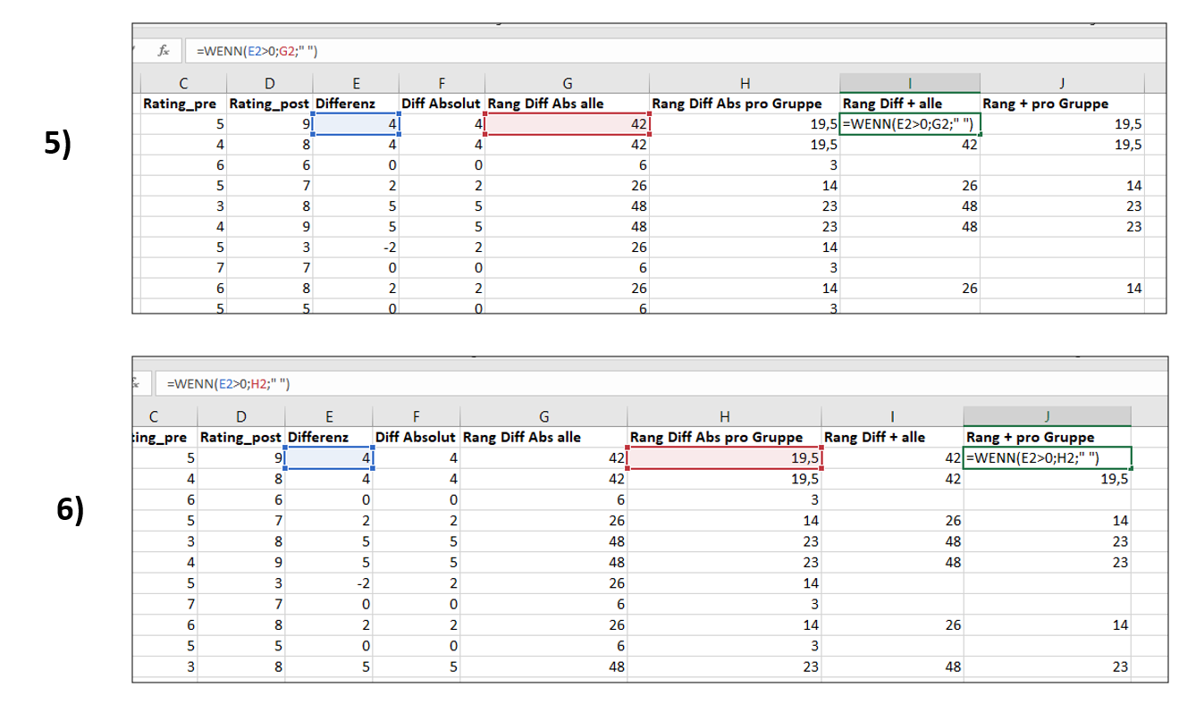 5)
fx =WENN(E2>0;G2;" ")
C D E F G H I J
Rating_pre Rating_post Differenz Diff Absolut Rang Diff Abs alle Rang Diff Abs pro Gruppe Rang Diff + alle Rang + pro Gruppe
5 9 4 4 42 19,5 =WENN(E2>0;G2;" ") 19,5
4 8 4 4 42 19,5 42 19,5
6 6 0 0 6 3
5 7 2 2 26 14 26 14
3 8 5 5 48 23 48 23
4 9 5 5 48 23 48 23
5 3 -2 2 26 14
7 7 0 0 6 3
6 8 2 2 26 14 26 14
5 5 0 0 6 3
6)
=WENN(E2>0;H2;" ")
C D E F G H I J
ting_pre Rating_post Differenz Diff Absolut Rang Diff Abs alle Rang Diff Abs pro Gruppe Rang Diff + alle Rang + pro Gruppe
5 9 4 4 42 19,5 42 =WENN(E2>0;H2;" ")
4 8 4 4 42 19,5 42 19,5
6 6 0 0 6 3
5 7 2 2 26 14 26 14
3 8 5 5 48 23 48 23
4 9 5 5 48 23 48 23
5 3 -2 2 26 14
7 7 0 0 6 3
6 8 2 2 26 14 26 14
5 5 0 0 6 3
3 8 5 5 48 23 48 23